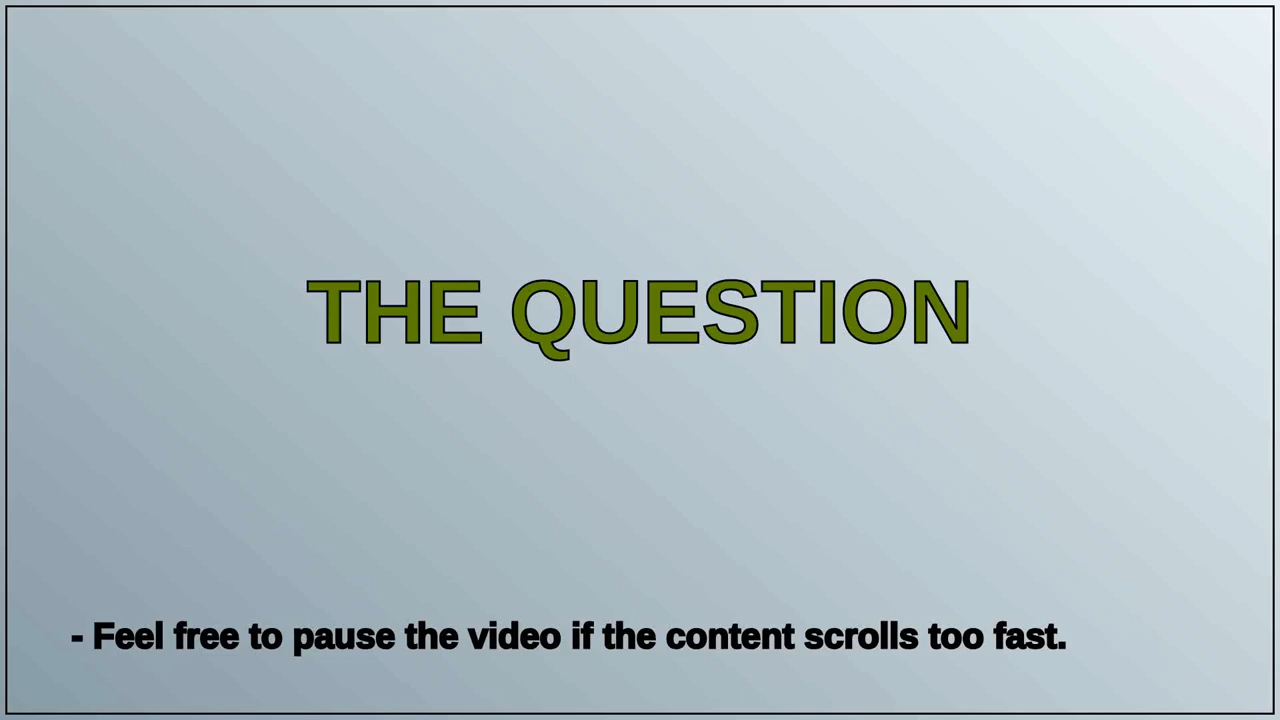 THE QUESTION
- Feel free to pause the video if the content scrolls too fast.